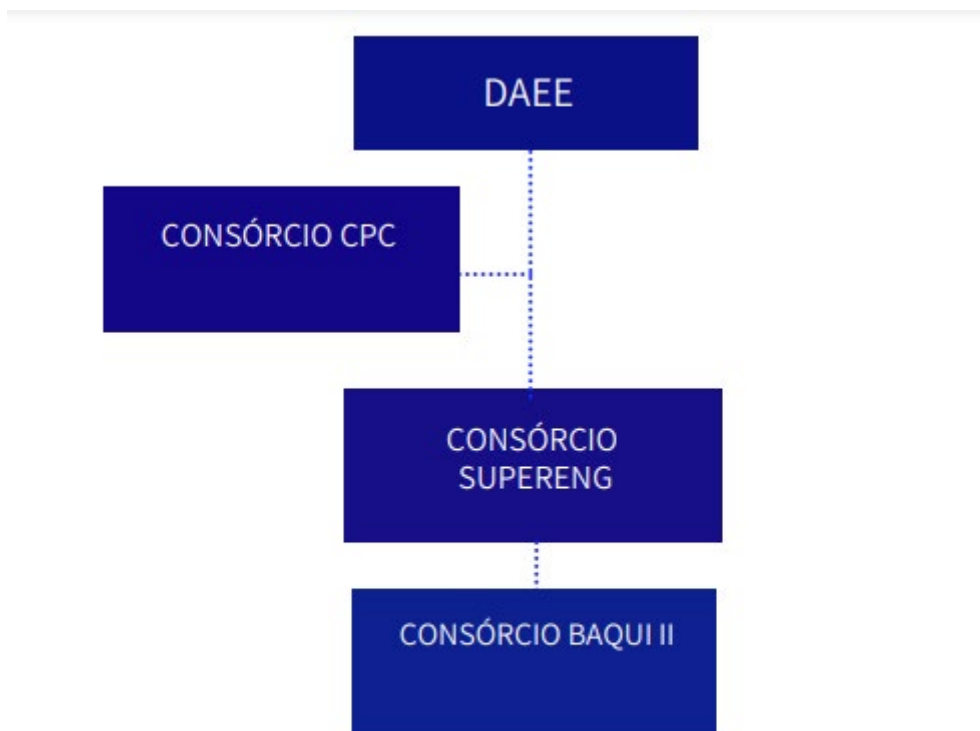 DAEE
CONSÓRCIO CPC
CONSÓRCIO
SUPERENG
CONSÓRCIO BAQUI II